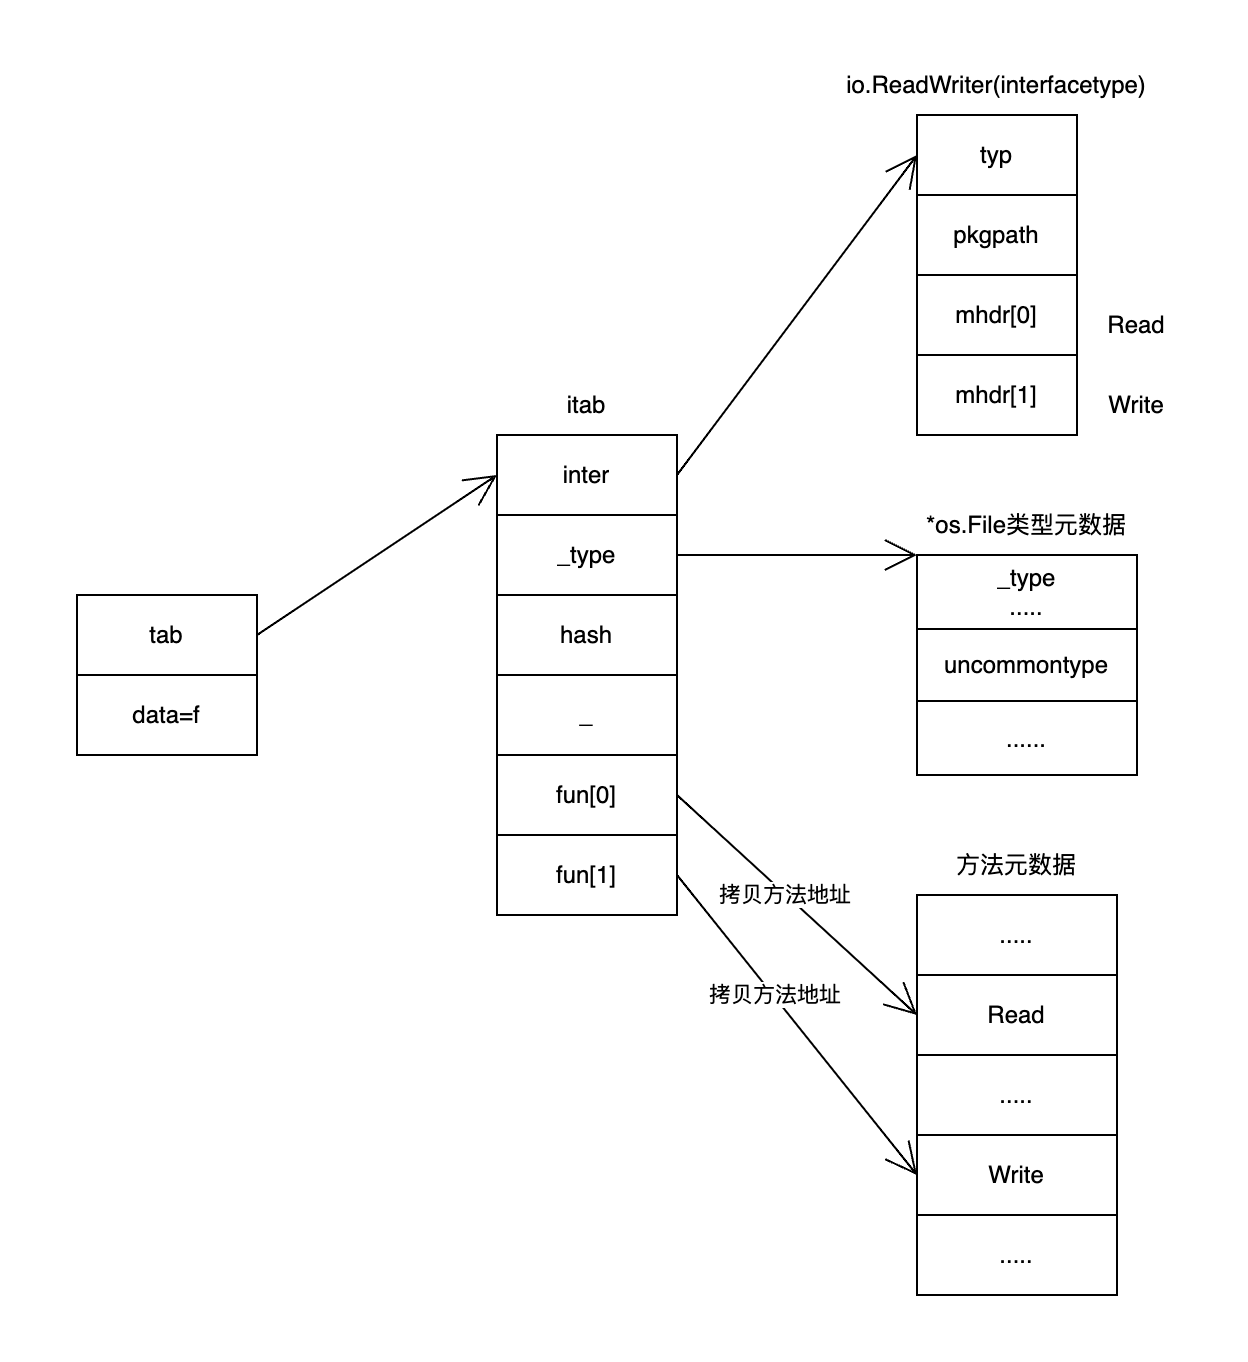 io.ReadWriter(interfacetype)
typ
pkgpath
mhdr[0]
Read
mhdr[1]
Write
itab
inter
_type
hash
_
fun[0]
fun[1]
tab
data=f
*os.File类型元数据
_type
.....
uncommontype
......
拷贝方法地址
拷贝方法地址
方法元数据
.....
Read
.....
Write
.....